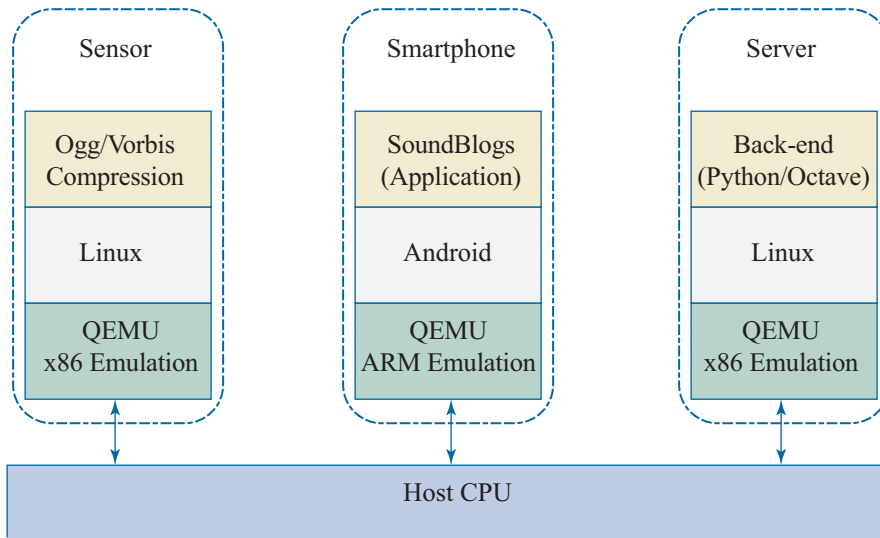 Sensor
Ogg/Vorbis
Compression
Linux
QEMU
x86 Emulation
Smartphone
SoundBlogs
(Application)
Android
QEMU
ARM Emulation
Server
Back-end
(Python/Octave)
Linux
QEMU
x86 Emulation
Host CPU